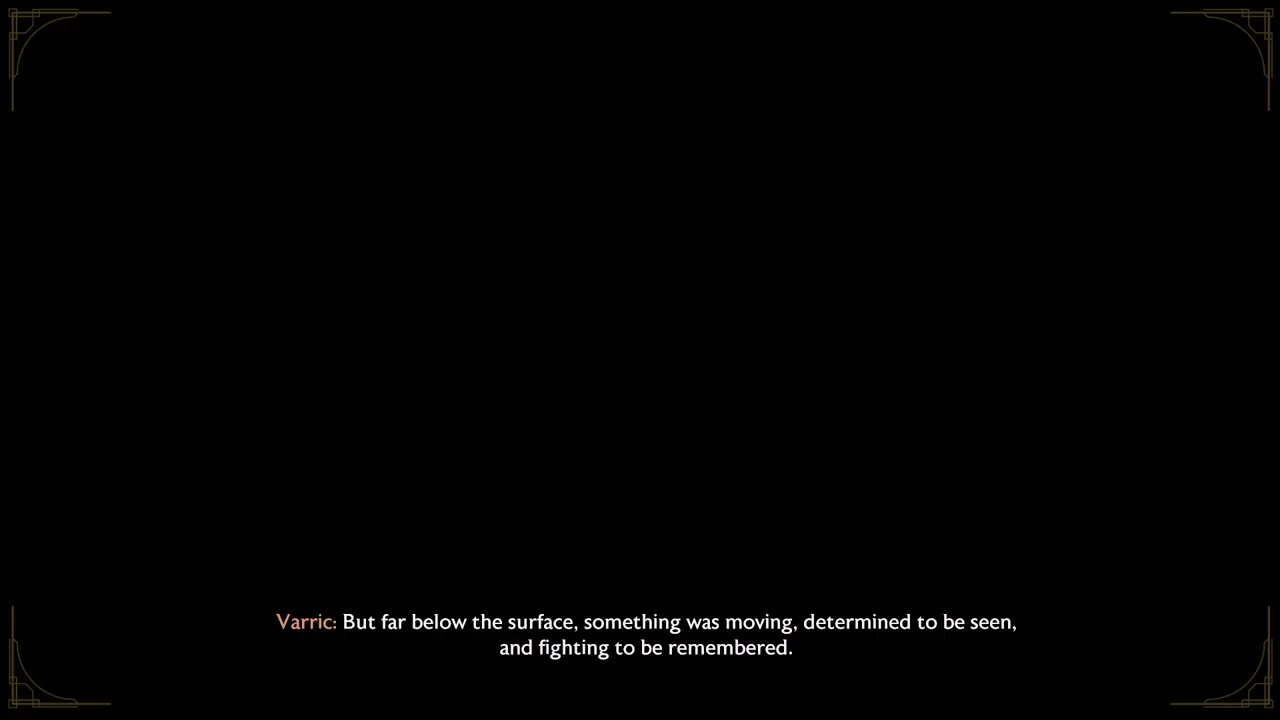 Varric: But far below the surface, something was moving, determined to be seen,
and fighting to be remembered.